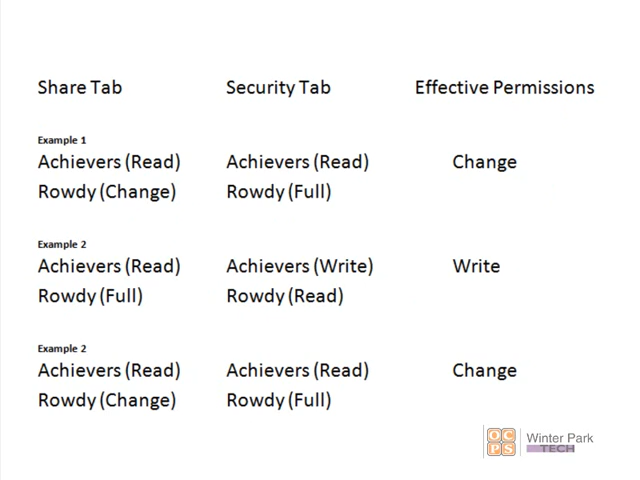 Share Tab Security Tab Effective Permissions
Example 1
Achievers (Read) Achievers (Read) Change
Rowdy (Change) Rowdy (Full)
Example 2
Achievers (Read) Achievers (Write) Write
Rowdy (Full) Rowdy (Read)
Example 2
Achievers (Read) Achievers (Read) Change
Rowdy (Change) Rowdy (Full)
OC Winter Park
PS TECH